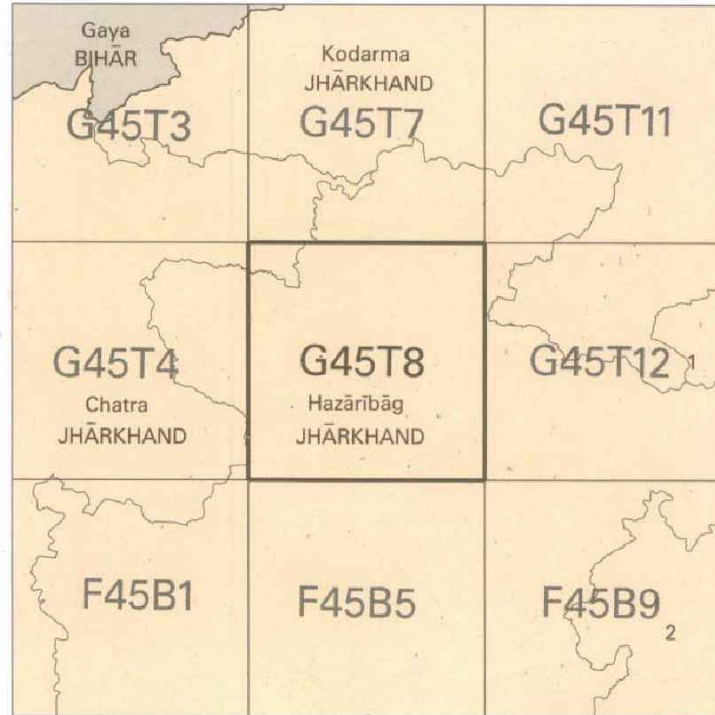 Gaya
BIHĀR
G45T3
Kodarma
JHĀRKHAND
G45T7
G45T11
G45T4
Chatra
JHĀRKHAND
G45T8
Hazārībāg
JHĀRKHAND
G45T12
1
F45B1
F45B5
F45B9
2